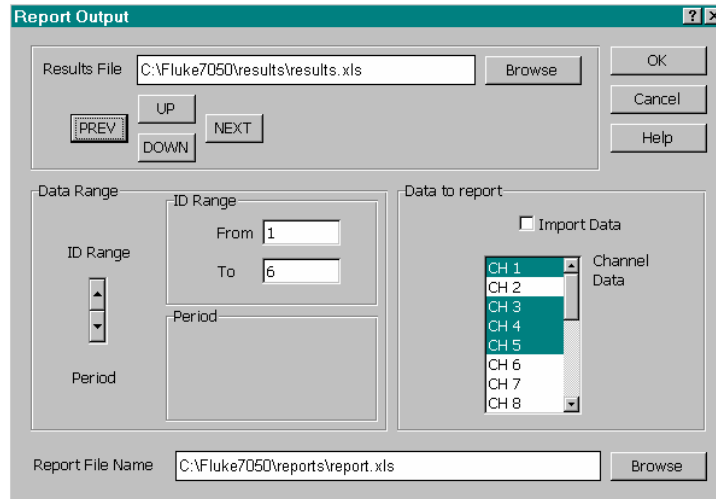 Report Output
Results File C:\Fluke7050\results\results.xls Browse
OK
Cancel
Help
UP
PREV NEXT
DOWN
Data Range
ID Range
From 1
To 6
ID Range
Period
Period
Data to report
Import Data
Channel
Data
CH 1
CH 2
CH 3
CH 4
CH 5
CH 6
CH 7
CH 8
Report File Name C:\Fluke7050\reports\report.xls Browse